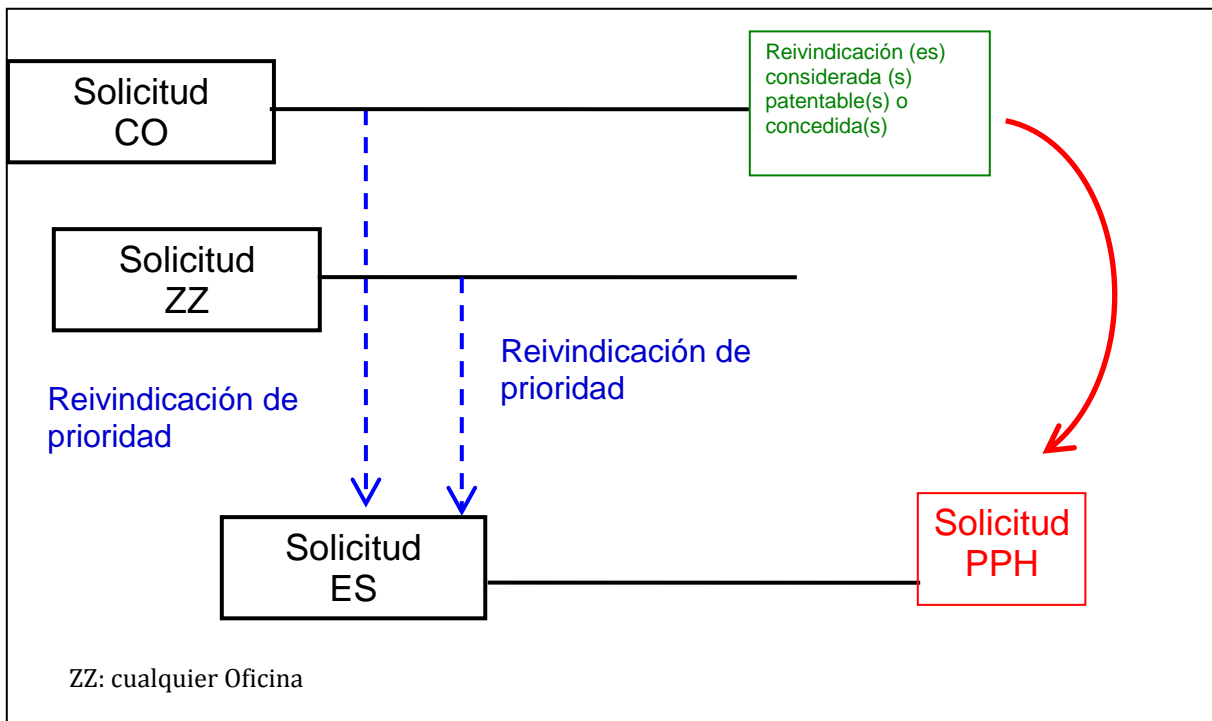 Solicitud
CO
Reivindicación (es)
considerada (s)
patentable(s) o
concedida(s)
Solicitud
ZZ
Reivindicación de
prioridad
Reivindicación de
prioridad
Solicitud
ES
Solicitud
PPH
ZZ: cualquier Oficina